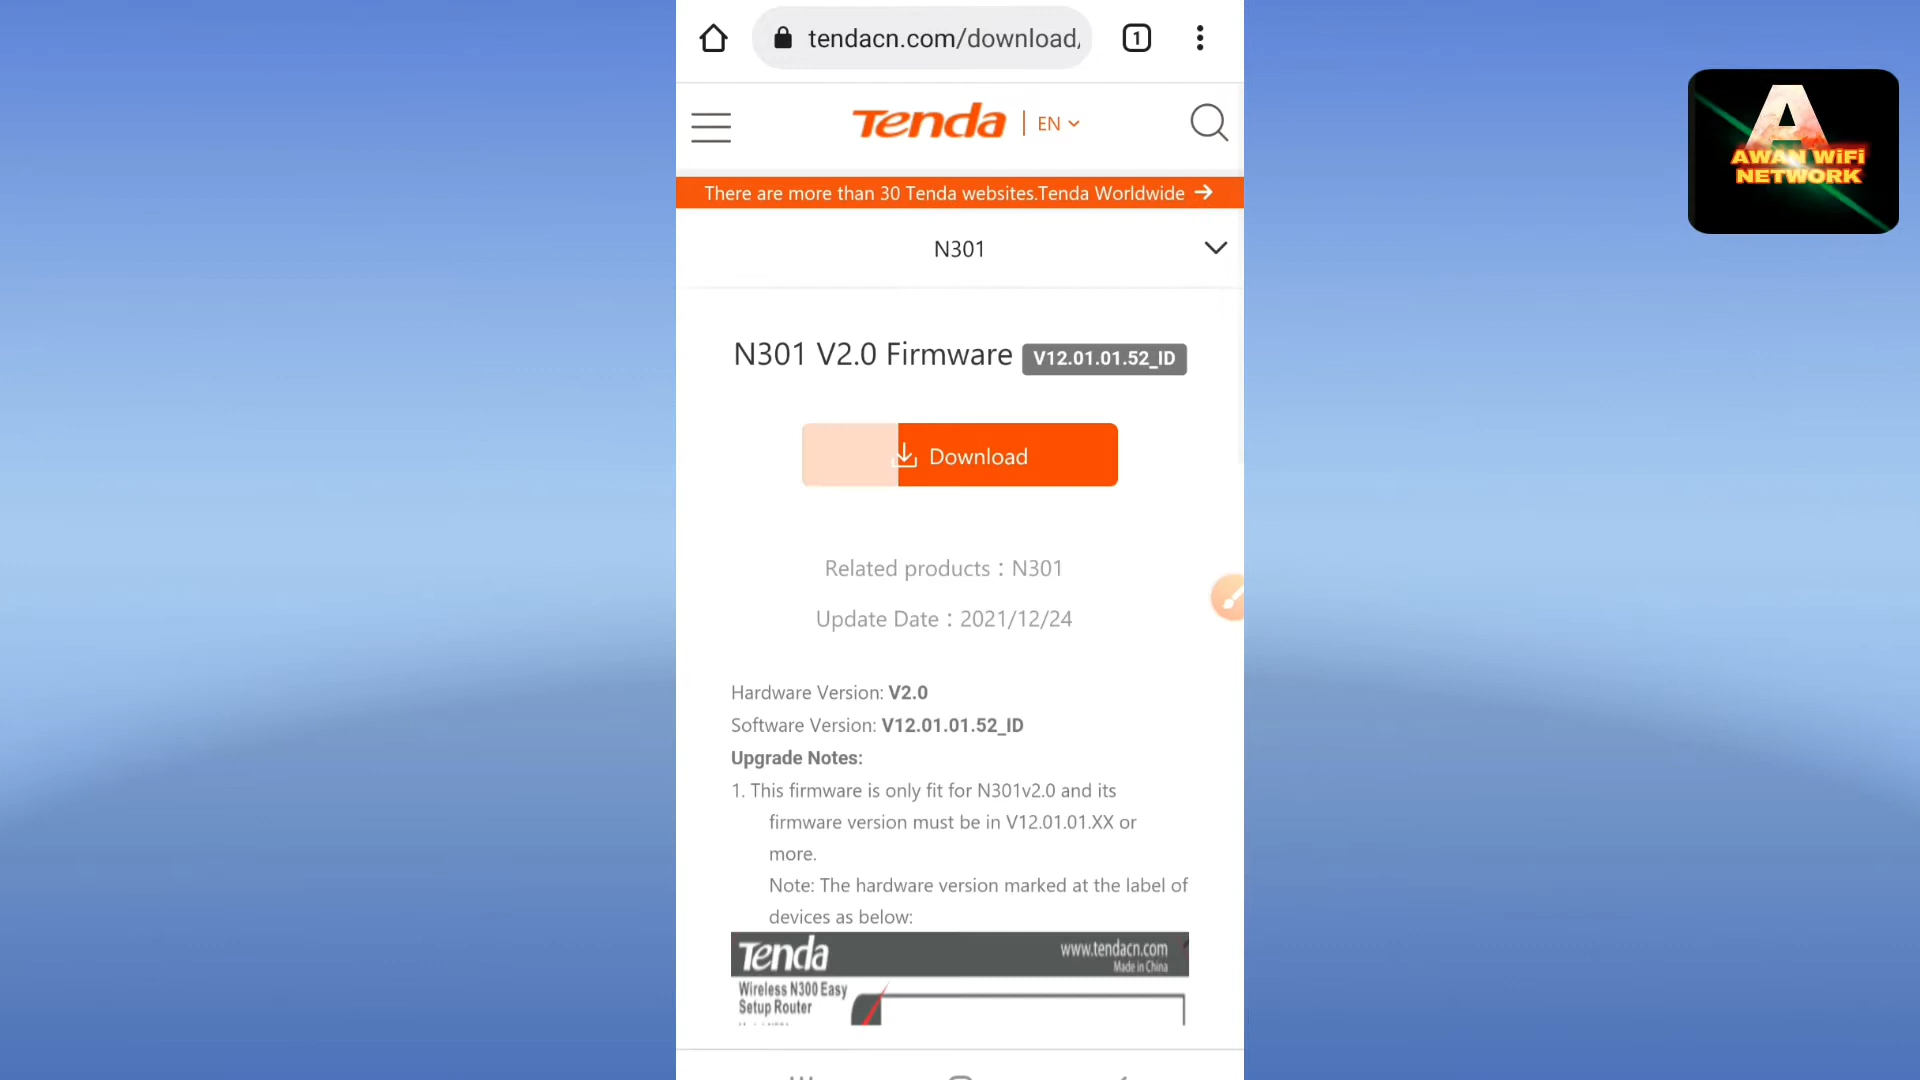 tendacn.com/download/
1
Tenda
EN
AWAN WiFi
NETWORK
There are more than 30 Tenda websites.Tenda Worldwide →
N301
N301 V2.0 Firmware V12.01.01.52_ID
Download
Related products：N301
Update Date：2021/12/24
Hardware Version: V2.0
Software Version: V12.01.01.52_ID
Upgrade Notes:
1. This firmware is only fit for N301v2.0 and its
firmware version must be in V12.01.01.XX or
more.
Note: The hardware version marked at the label of
devices as below:
Tenda
www.tendacn.com
Made in China
Wireless N300 Easy
Setup Router